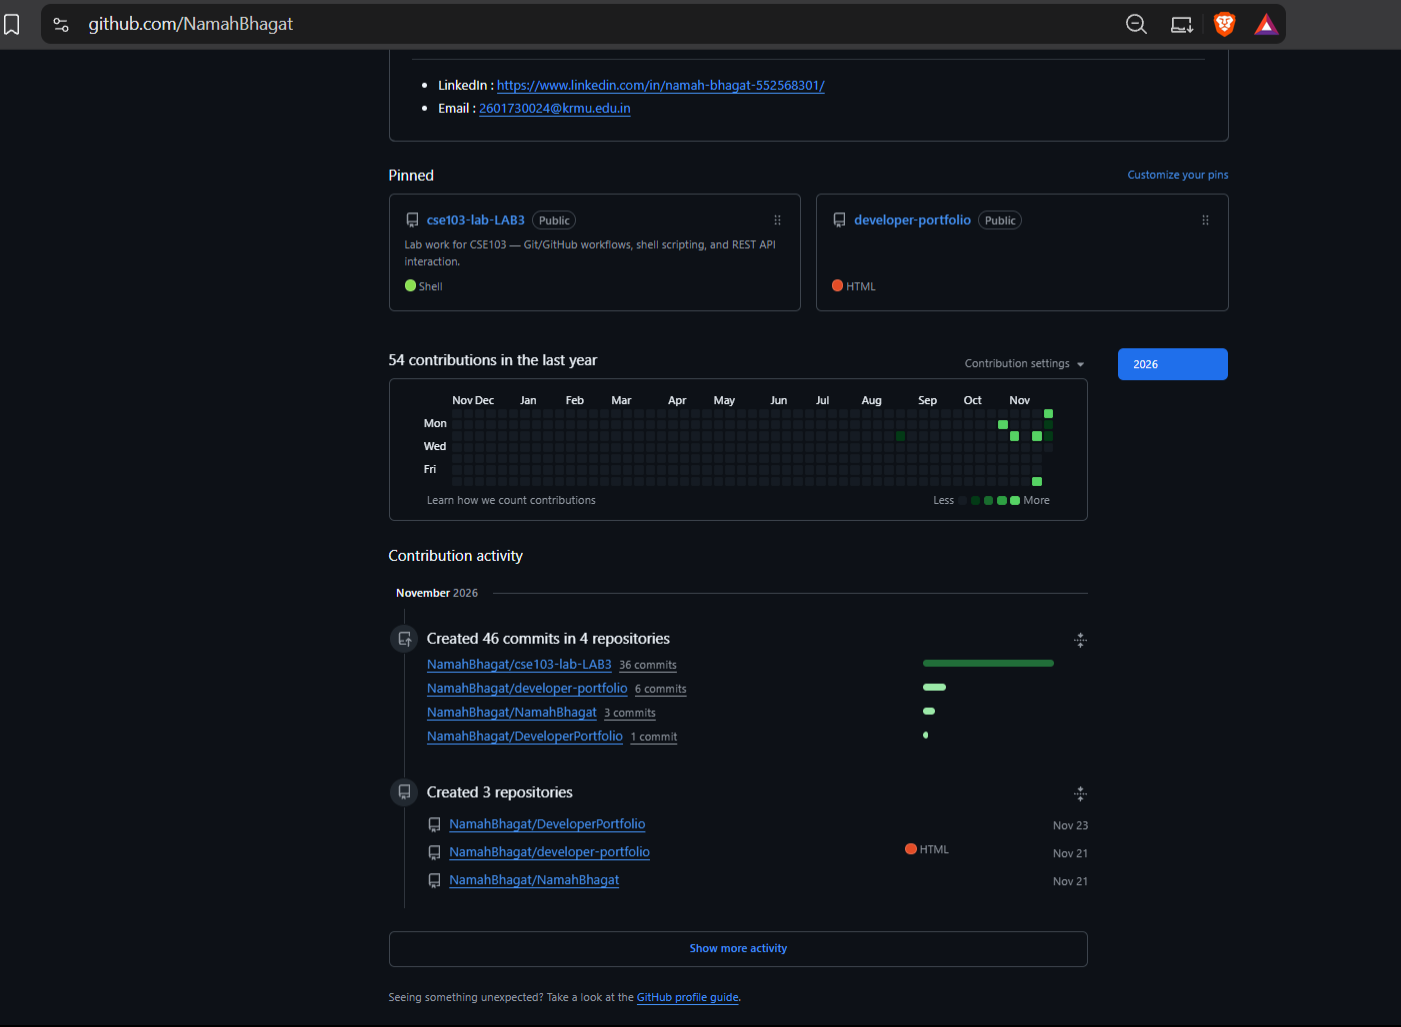 github.com/NamahBhagat
LinkedIn : https://www.linkedin.com/in/namah-bhagat-552568301/
Email : 2601730024@krmu.edu.in
Pinned
Customize your pins
cse103-lab-LAB3 Public
Lab work for CSE103 — Git/GitHub workflows, shell scripting, and REST API
interaction.
Shell
developer-portfolio Public
HTML
54 contributions in the last year
Contribution settings
2026
Nov Dec Jan Feb Mar Apr May Jun Jul Aug Sep Oct Nov
Mon
Wed
Fri
Learn how we count contributions
Less More
Contribution activity
November 2026
Created 46 commits in 4 repositories
NamahBhagat/cse103-lab-LAB3 36 commits
NamahBhagat/developer-portfolio 6 commits
NamahBhagat/NamahBhagat 3 commits
NamahBhagat/DeveloperPortfolio 1 commit
Created 3 repositories
NamahBhagat/DeveloperPortfolio Nov 23
NamahBhagat/developer-portfolio HTML Nov 21
NamahBhagat/NamahBhagat Nov 21
Show more activity
Seeing something unexpected? Take a look at the GitHub profile guide.